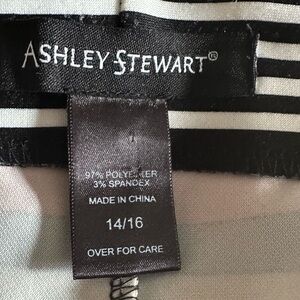 ASHLEY STEWART®
97% POLYESTER
3% SPANDEX
MADE IN CHINA
14/16
OVER FOR CARE